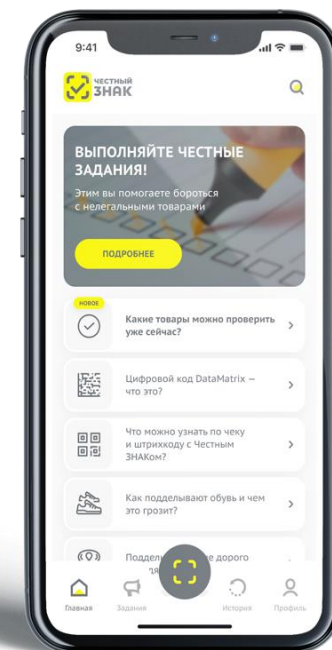 9:41
ЧЕСТНЫЙ
ЗНАК
ВЫПОЛНЯЙТЕ ЧЕСТНЫЕ
ЗАДАНИЯ!
Этим вы помогаете бороться
с нелегальными товарами
ПОДРОБНЕЕ
НОВОЕ
Какие товары можно проверить
уже сейчас?
Цифровой код DataMatrix –
что это?
Что можно узнать по чеку
и штрихкоду с Честным
ЗНАКом?
Как подделывают обувь и чем
это грозит?
дорого
Главная
Задания
История
Профиль